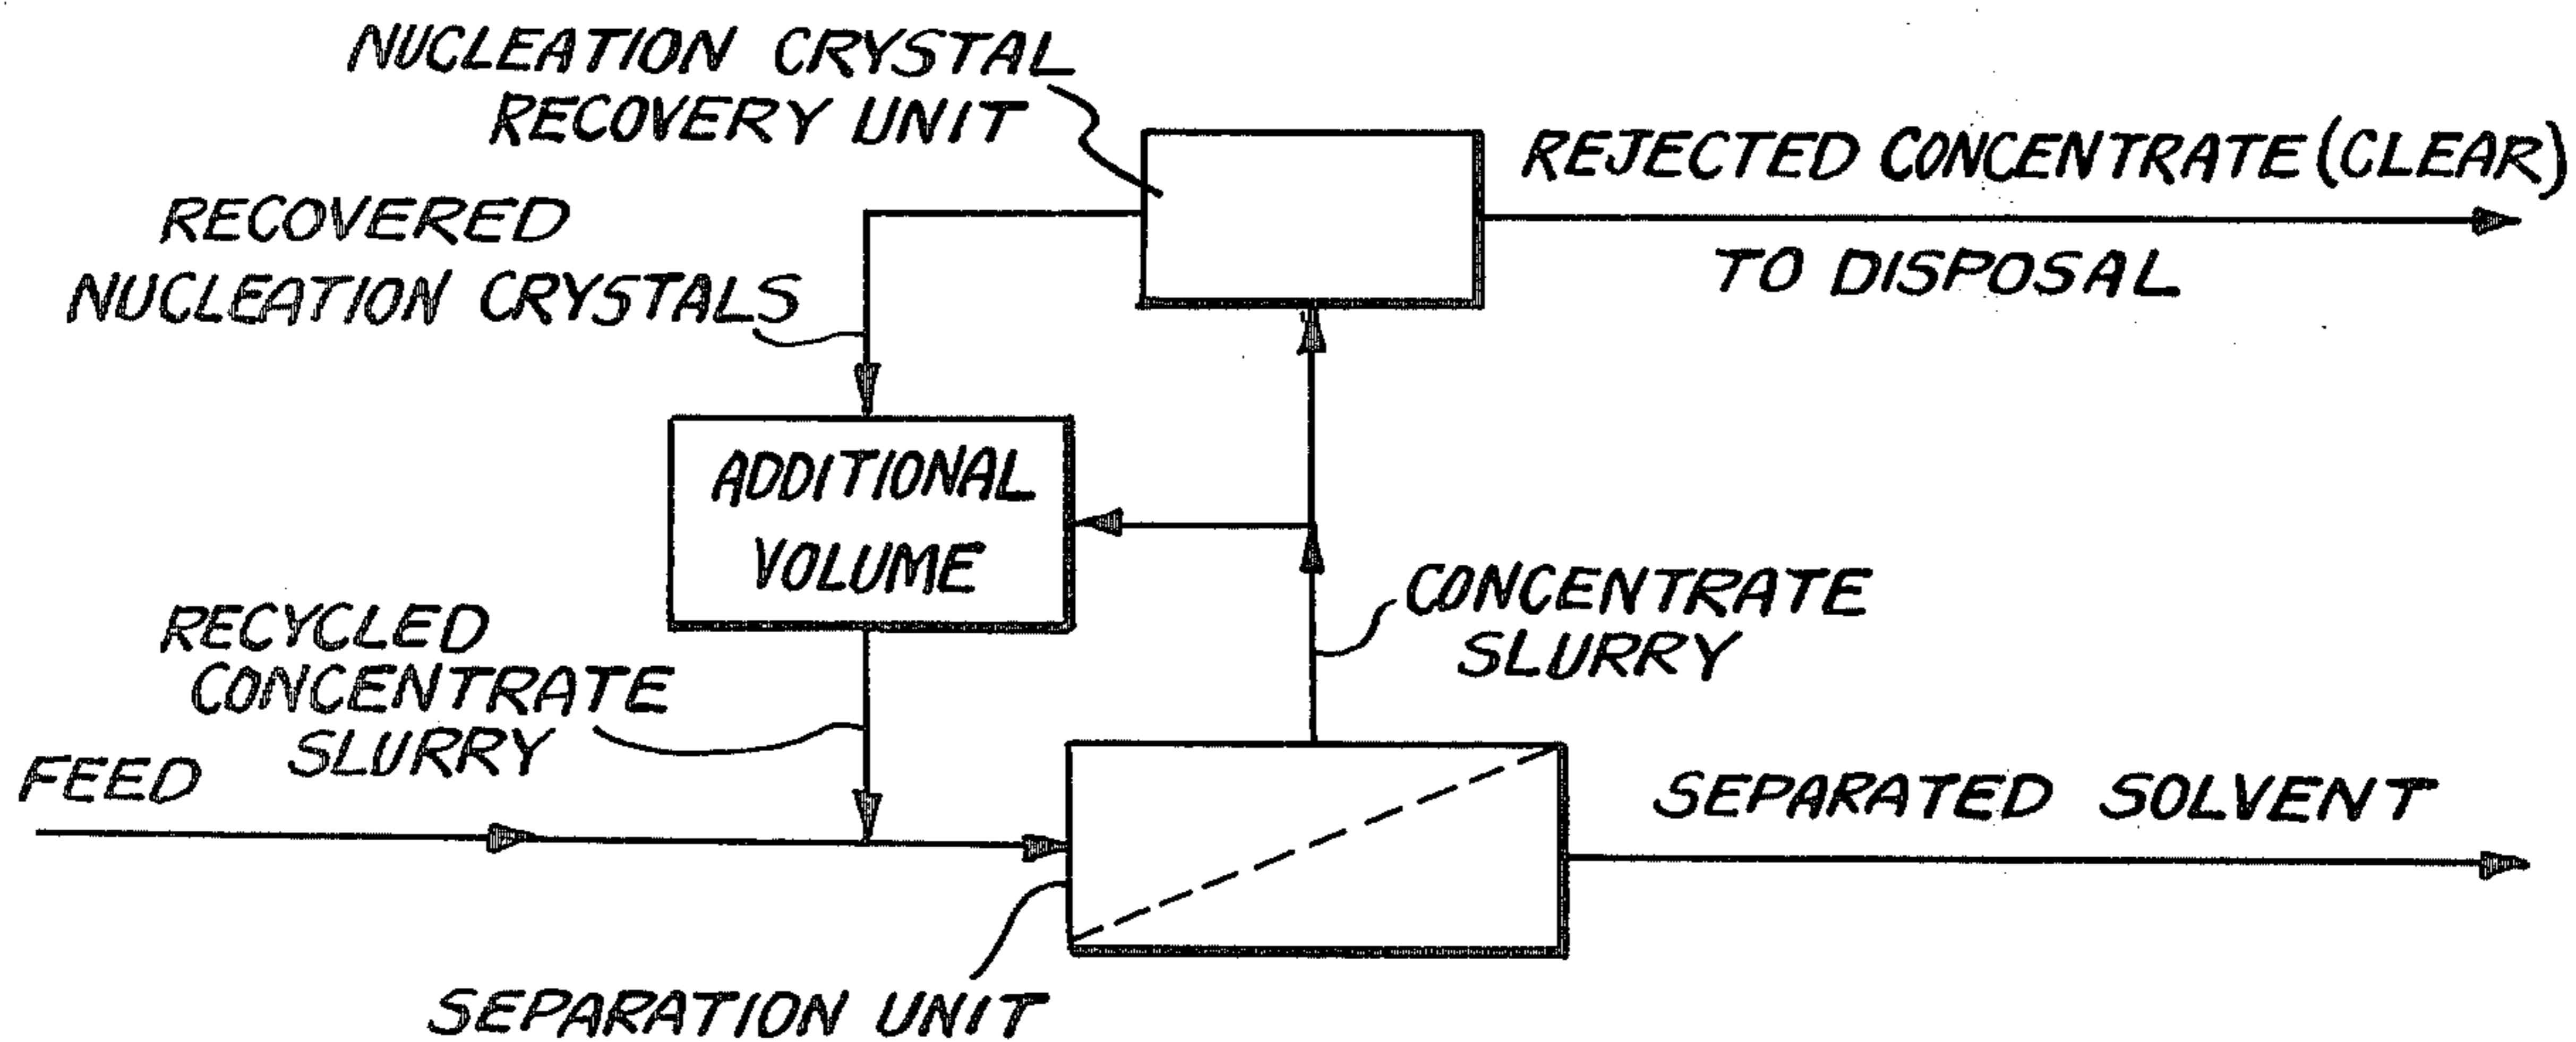 NUCLEATION CRYSTAL
RECOVERY UNIT
REJECTED CONCENTRATE (CLEAR)
TO DISPOSAL
RECOVERED
NUCLEATION CRYSTALS
ADDITIONAL
VOLUME
CONCENTRATE
SLURRY
RECYCLED
CONCENTRATE
SLURRY
FEED
SEPARATED SOLVENT
SEPARATION UNIT